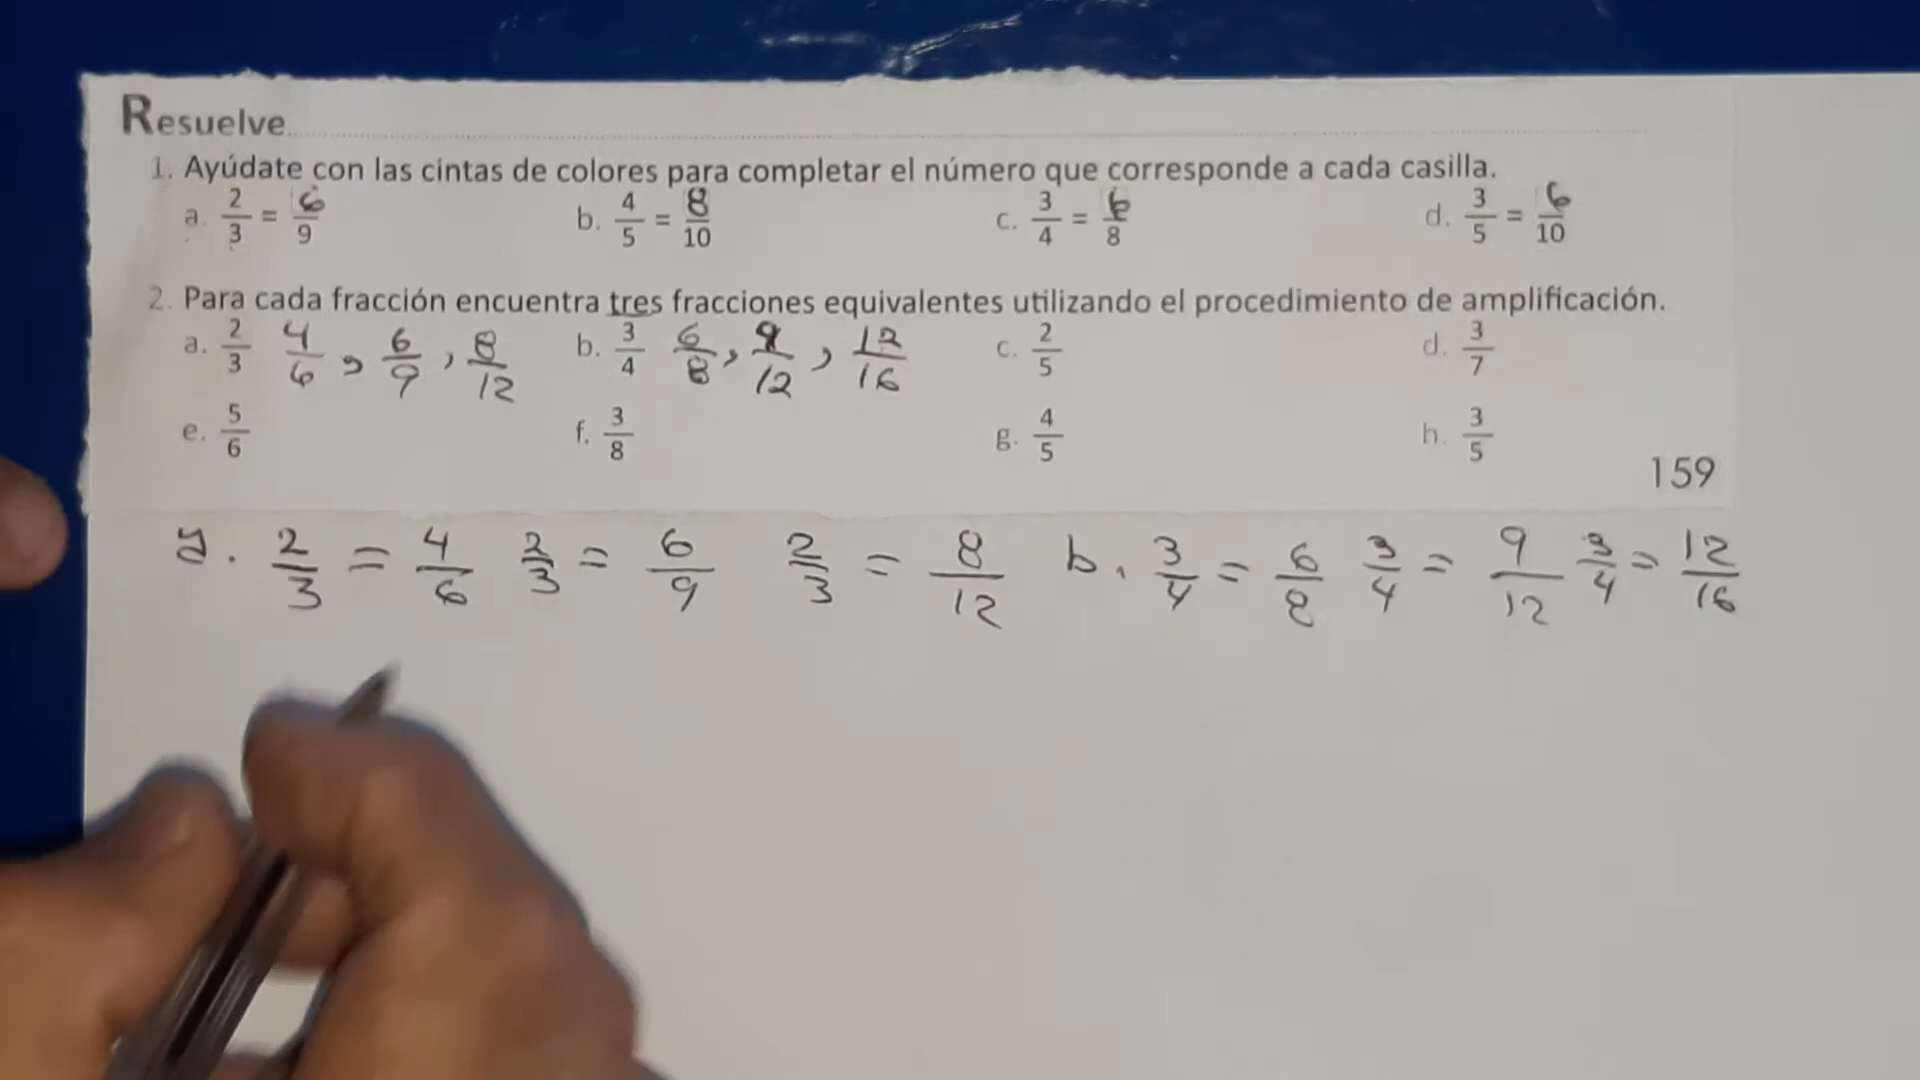 Resuelve
1. Ayúdate con las cintas de colores para completar el número que corresponde a cada casilla.
a. 2/3 = 6/9 b. 4/5 = 8/10 c. 3/4 = 6/8 d. 3/5 = 6/10
2. Para cada fracción encuentra tres fracciones equivalentes utilizando el procedimiento de amplificación.
a. 2/3 4/6, 6/9, 8/12 b. 3/4 6/8, 9/12, 12/16 c. 2/5 d. 3/7
e. 5/6 f. 3/8 g. 4/5 h. 3/5
159
a. 2/3 = 4/6 2/3 = 6/9 2/3 = 8/12 b. 3/4 = 6/8 3/4 = 9/12 3/4 = 12/16